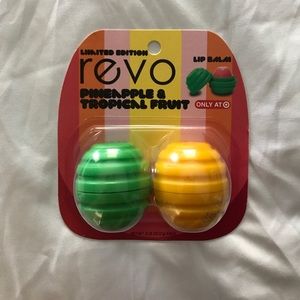 LIMITED EDITION
revo
LIP BALM
PINEAPPLE &
TROPICAL FRUIT
ONLY AT